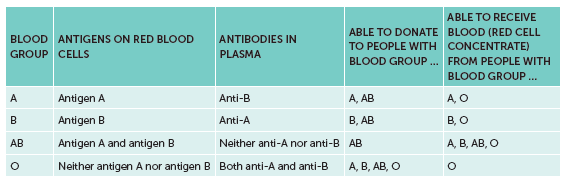 BLOOD GROUP | ANTIGENS ON RED BLOOD CELLS | ANTIBODIES IN PLASMA | ABLE TO DONATE TO PEOPLE WITH BLOOD GROUP ... | ABLE TO RECEIVE BLOOD (RED CELL CONCENTRATE) FROM PEOPLE WITH BLOOD GROUP ...
A | Antigen A | Anti-B | A, AB | A, O
B | Antigen B | Anti-A | B, AB | B, O
AB | Antigen A and antigen B | Neither anti-A nor anti-B | AB | A, B, AB, O
O | Neither antigen A nor antigen B | Both anti-A and anti-B | A, B, AB, O | O